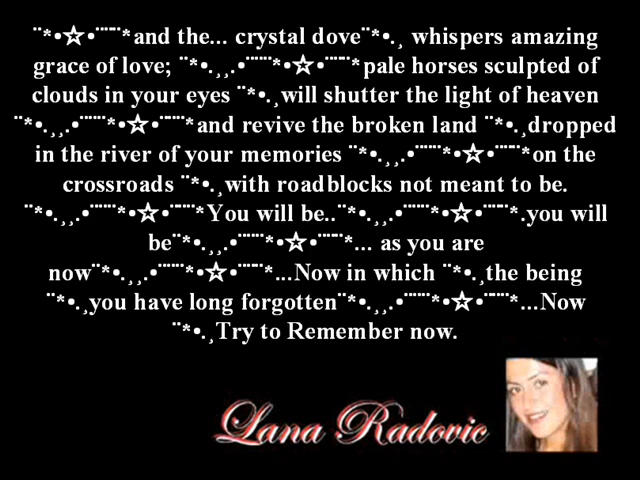 ¨*•☆•¨¨¨*and the... crystal dove¨*•.¸ whispers amazing
grace of love; ¨*•.¸¸.•¨¨¨*•☆•¨¨¨*pale horses sculpted of
clouds in your eyes ¨*•.¸will shutter the light of heaven
¨*•.¸¸.•¨¨¨*•☆•¨¨¨*and revive the broken land ¨*•.¸dropped
in the river of your memories ¨*•.¸¸.•¨¨¨*•☆•¨¨¨*on the
crossroads ¨*•.¸with roadblocks not meant to be.
¨*•.¸¸.•¨¨¨*•☆•¨¨¨*You will be..¨*•.¸¸.•¨¨¨*•☆•¨¨¨*.you will
be¨*•.¸¸.•¨¨¨*•☆•¨¨¨*... as you are
now¨*•.¸¸.•¨¨¨*•☆•¨¨¨*...Now in which ¨*•.¸the being
¨*•.¸you have long forgotten¨*•.¸¸.•¨¨¨*•☆•¨¨¨*...Now
¨*•.¸Try to Remember now.
Lana Radovic